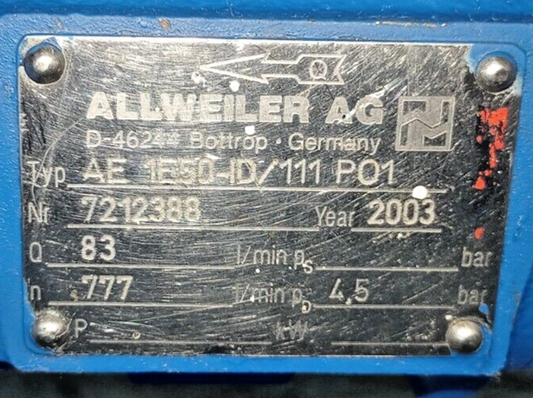 Q
ALLWEILER AG
D-46244 Bottrop · Germany
Typ AE 1E50-ID/111 P01
Nr 7212388 Year 2003
Q 83 l/min ps bar
n 777 1/min pD 4,5 bar
P kW